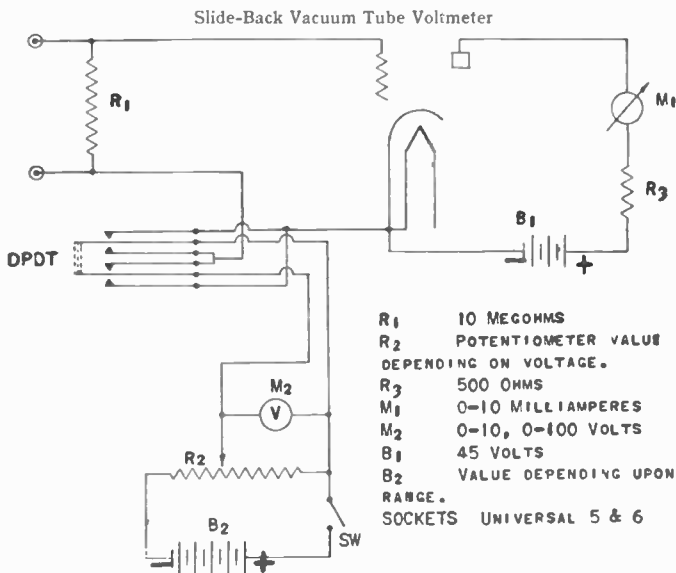 Slide-Back Vacuum Tube Voltmeter
R1
M1
R3
B1
DPDT
M2
V
R2
B2
SW
R1 10 MEGOHMS
R2 POTENTIOMETER VALUE
DEPENDING ON VOLTAGE.
R3 500 OHMS
M1 0-10 MILLIAMPERES
M2 0-10, 0-100 VOLTS
B1 45 VOLTS
B2 VALUE DEPENDING UPON
RANGE.
SOCKETS UNIVERSAL 5 & 6